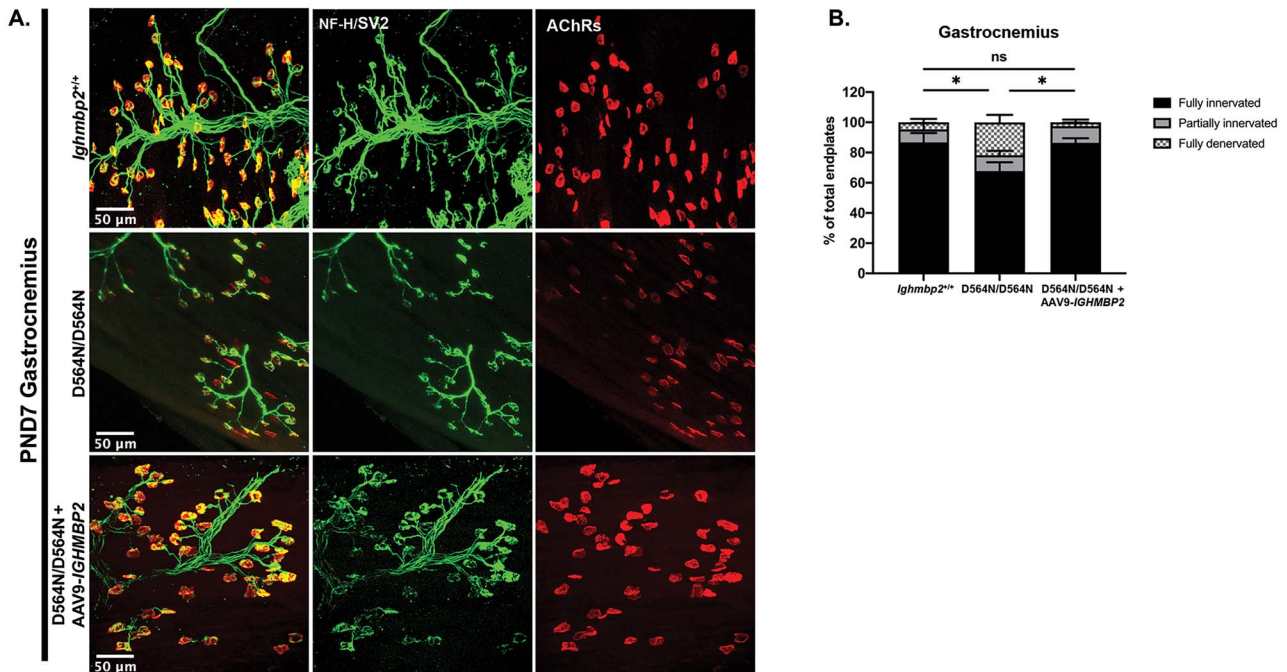 A.
PND7 Gastrocnemius
Ighmbp2+/+
NF-H/SV2
AChRs
50 µm
D564N/D564N
50 µm
D564N/D564N +
AAV9-IGHMBP2
50 µm
B.
Gastrocnemius
ns
* *
120
100
80
60
40
20
0
% of total endplates
Ighmbp2+/+ D564N/D564N D564N/D564N +
AAV9-IGHMBP2
Fully innervated
Partially innervated
Fully denervated